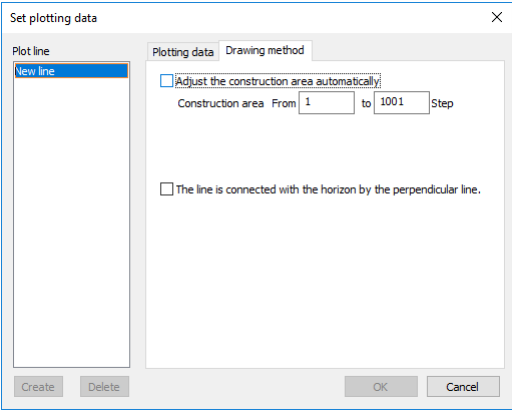 Set plotting data
Plot line
New line
Plotting data Drawing method
Adjust the construction area automatically
Construction area From 1 to 1001 Step
The line is connected with the horizon by the perpendicular line.
Create Delete OK Cancel